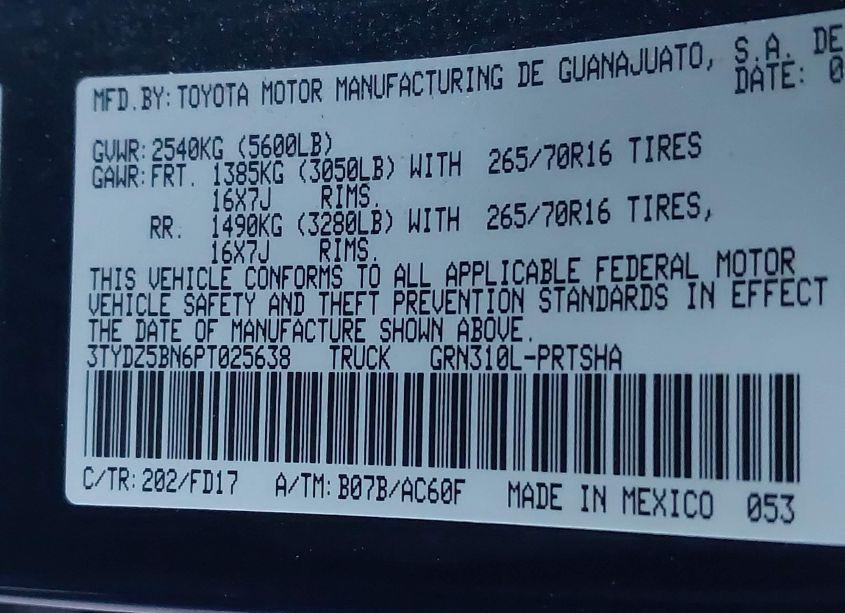 MFD.BY: TOYOTA MOTOR MANUFACTURING DE GUANAJUATO, S.A. DE
DATE: 0
GVWR: 2540KG (5600LB)
GAWR: FRT. 1385KG (3050LB) WITH 265/70R16 TIRES
16X7J RIMS.
RR. 1490KG (3280LB) WITH 265/70R16 TIRES,
16X7J RIMS.
THIS VEHICLE CONFORMS TO ALL APPLICABLE FEDERAL MOTOR
VEHICLE SAFETY AND THEFT PREVENTION STANDARDS IN EFFECT
THE DATE OF MANUFACTURE SHOWN ABOVE.
3TYDZ5BN6PT025638 TRUCK GRN310L-PRTSHA
C/TR: 202/FD17 A/TM: B07B/AC60F MADE IN MEXICO 053